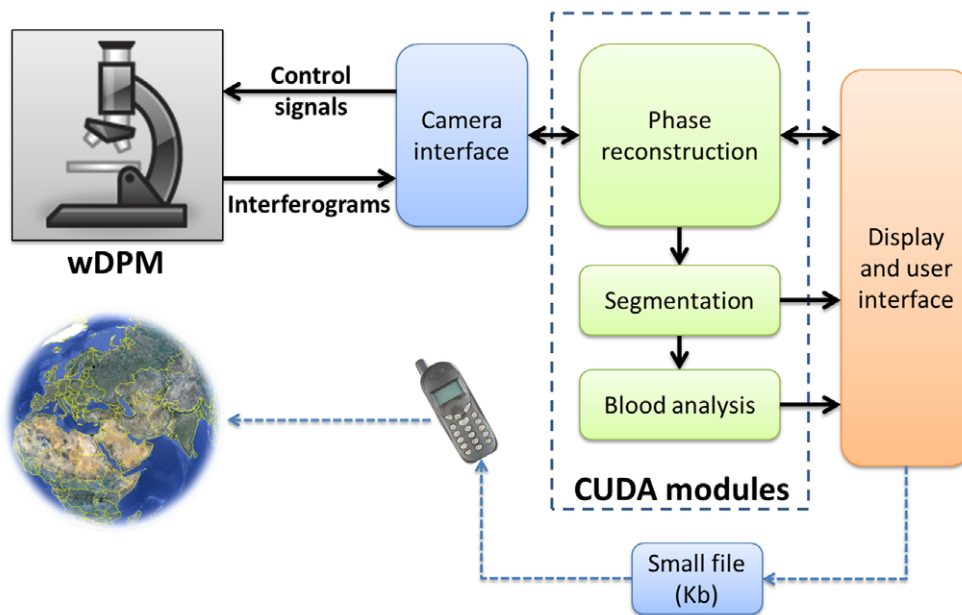 Control
signals
Interferograms
wDPM
Camera
interface
Phase
reconstruction
Segmentation
Blood analysis
CUDA modules
Display
and user
interface
Small file
(Kb)